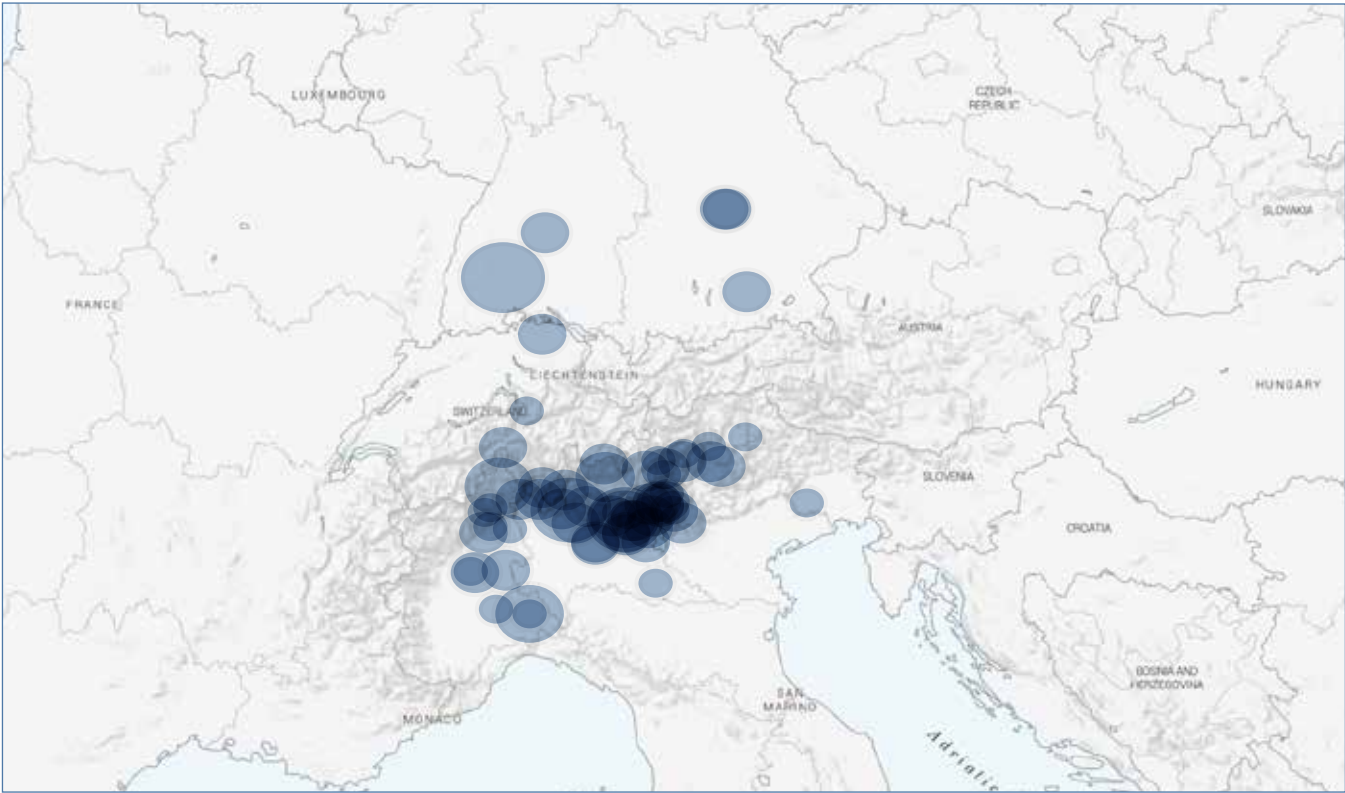 LUXEMBOURG
CZECH
REPUBLIC
SLOVAKIA
FRANCE
AUSTRIA
LIECHTENSTEIN
HUNGARY
SWITZERLAND
SLOVENIA
CROATIA
BOSNIA AND
HERZEGOVINA
SAN
MARINO
MONACO
Adriatic